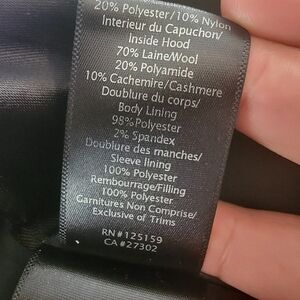 20% Polyester/10% Nylon
Interieur du Capuchon/
Inside Hood
70% Laine/Wool
20% Polyamide
10% Cachemire/Cashmere
Doublure du corps/
Body Lining
98%Polyester
2% Spandex
Doublure des manches/
Sleeve lining
100% Polyester
Rembourrage/Filling
100% Polyester
Garnitures Non Comprise/
Exclusive of Trims
RN#125159
CA#27302